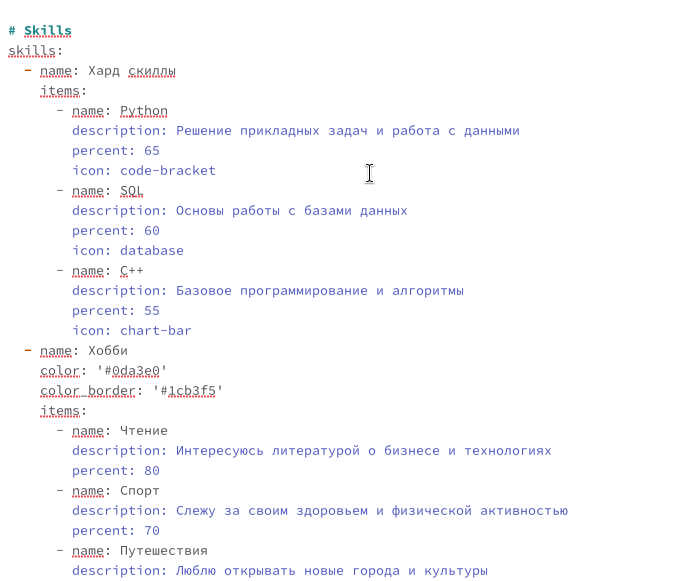 # Skills
skills:
  - name: Хард скиллы
    items:
      - name: Python
        description: Решение прикладных задач и работа с данными
        percent: 65
        icon: code-bracket
      - name: SQL
        description: Основы работы с базами данных
        percent: 60
        icon: database
      - name: C++
        description: Базовое программирование и алгоритмы
        percent: 55
        icon: chart-bar
  - name: Хобби
    color: '#0da3e0'
    color_border: '#1cb3f5'
    items:
      - name: Чтение
        description: Интересуюсь литературой о бизнесе и технологиях
        percent: 80
      - name: Спорт
        description: Слежу за своим здоровьем и физической активностью
        percent: 70
      - name: Путешествия
        description: Люблю открывать новые города и культуры